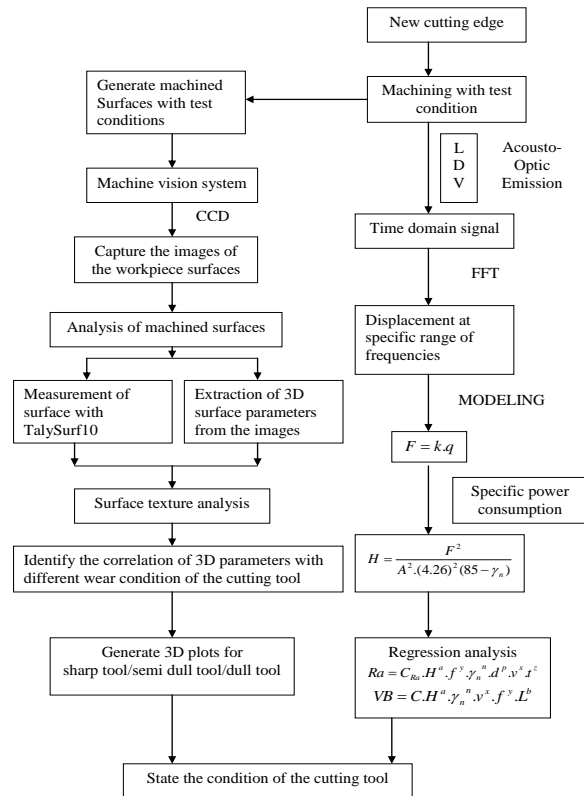 New cutting edge
Generate machined
Surfaces with test
conditions
Machining with test
condition
L
D
V
Acousto-
Optic
Emission
Machine vision system
CCD
Time domain signal
Capture the images of
the workpiece surfaces
FFT
Analysis of machined surfaces
Displacement at
specific range of
frequencies
Measurement of
surface with
TalySurf10
Extraction of 3D
surface parameters
from the images
MODELING
F = k.q
Surface texture analysis
Specific power
consumption
Identify the correlation of 3D parameters with
different wear condition of the cutting tool
H = F² / A².(4.26)²(85 − γₙ)
Generate 3D plots for
sharp tool/semi dull tool/dull tool
Regression analysis
Ra = C_Ra.H^a.f^y.γₙ^n.d^p.v^x.t^z
VB = C.H^a.γₙ^n.v^x.f^y.L^b
State the condition of the cutting tool